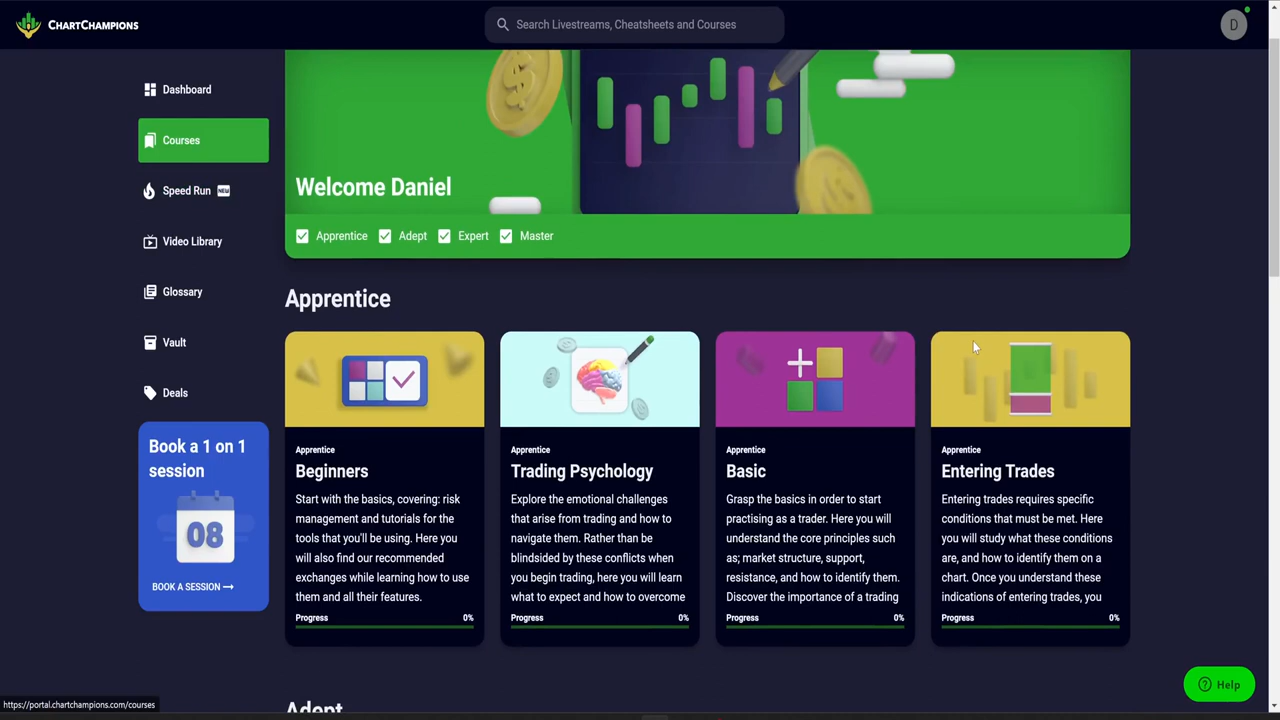 CHARTCHAMPIONS
Search Livestreams, Cheatsheets and Courses
D
Dashboard
Courses
Speed Run NEW
Video Library
Glossary
Vault
Deals
Book a 1 on 1
session
08
BOOK A SESSION
Welcome Daniel
Apprentice Adept Expert Master
Apprentice
Apprentice
Beginners
Start with the basics, covering: risk
management and tutorials for the
tools that you'll be using. Here you
will also find our recommended
exchanges while learning how to use
them and all their features.
Progress 0%
Apprentice
Trading Psychology
Explore the emotional challenges
that arise from trading and how to
navigate them. Rather than be
blindsided by these conflicts when
you begin trading, here you will learn
what to expect and how to overcome
Progress 0%
Apprentice
Basic
Grasp the basics in order to start
practising as a trader. Here you will
understand the core principles such
as; market structure, support,
resistance, and how to identify them.
Discover the importance of a trading
Progress 0%
Apprentice
Entering Trades
Entering trades requires specific
conditions that must be met. Here
you will study what these conditions
are, and how to identify them on a
chart. Once you understand these
indications of entering trades, you
Progress 0%
Adept
Help
https://portal.chartchampions.com/courses